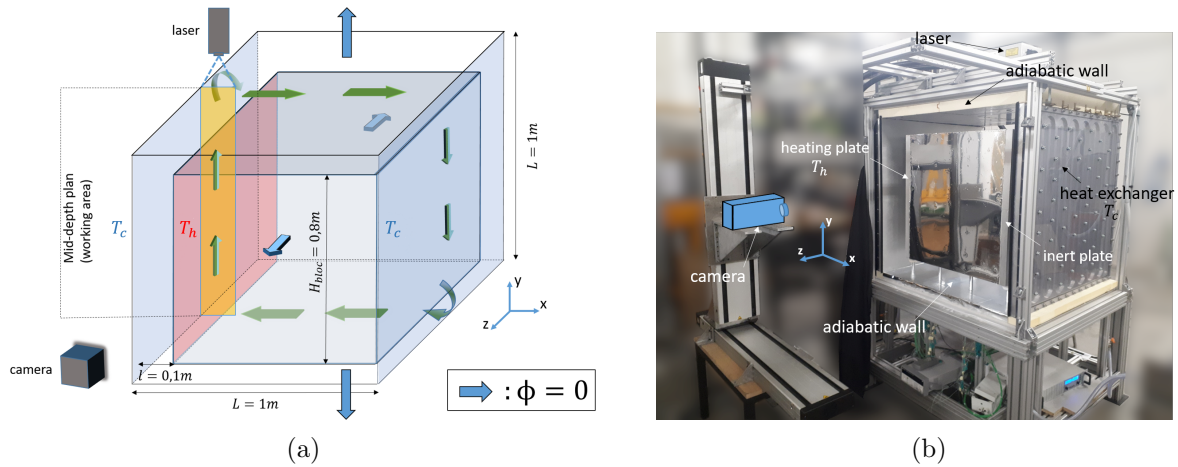 laser
Mid-depth plan
(working area)
T_c
T_h
H_bloc = 0,8m
T_c
L = 1m
y
x
z
camera
l = 0,1m
L = 1m
: ϕ = 0
(a)
laser
adiabatic wall
heating plate
T_h
heat exchanger
T_c
y
z
x
inert plate
camera
adiabatic wall
(b)